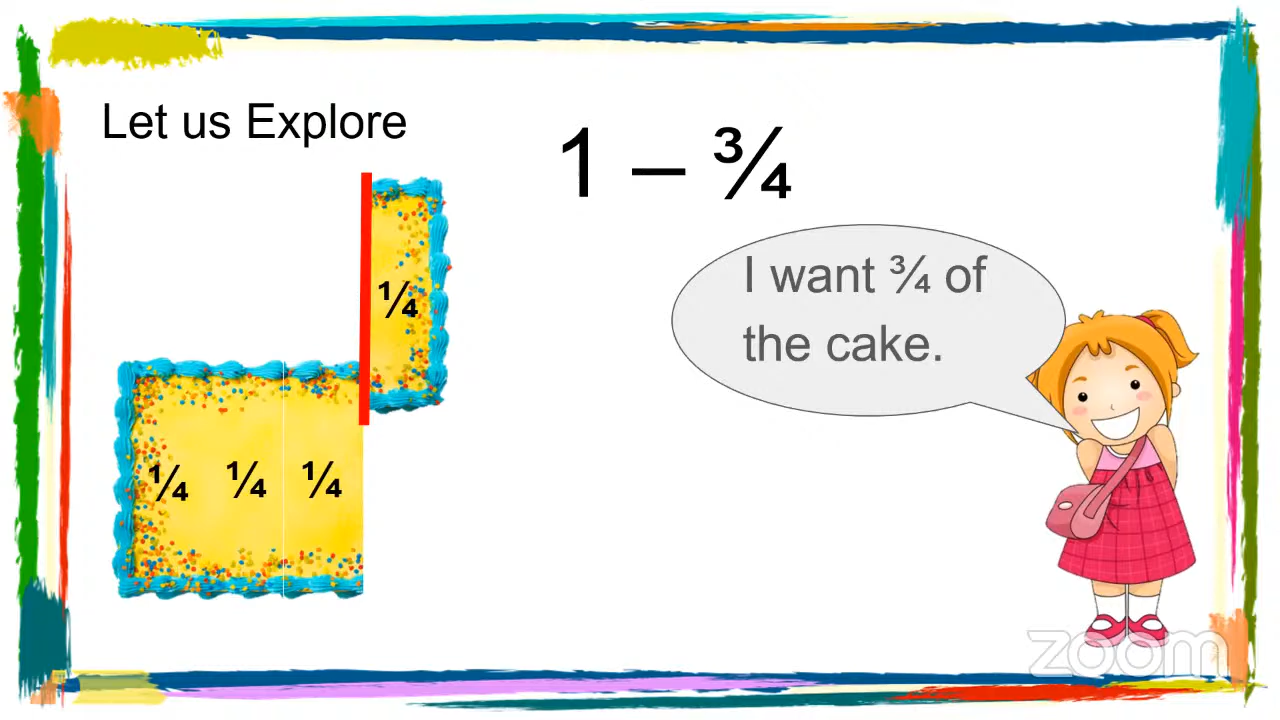 Let us Explore
1 – ¾
I want ¾ of
the cake.
¼
¼ ¼ ¼
zoom